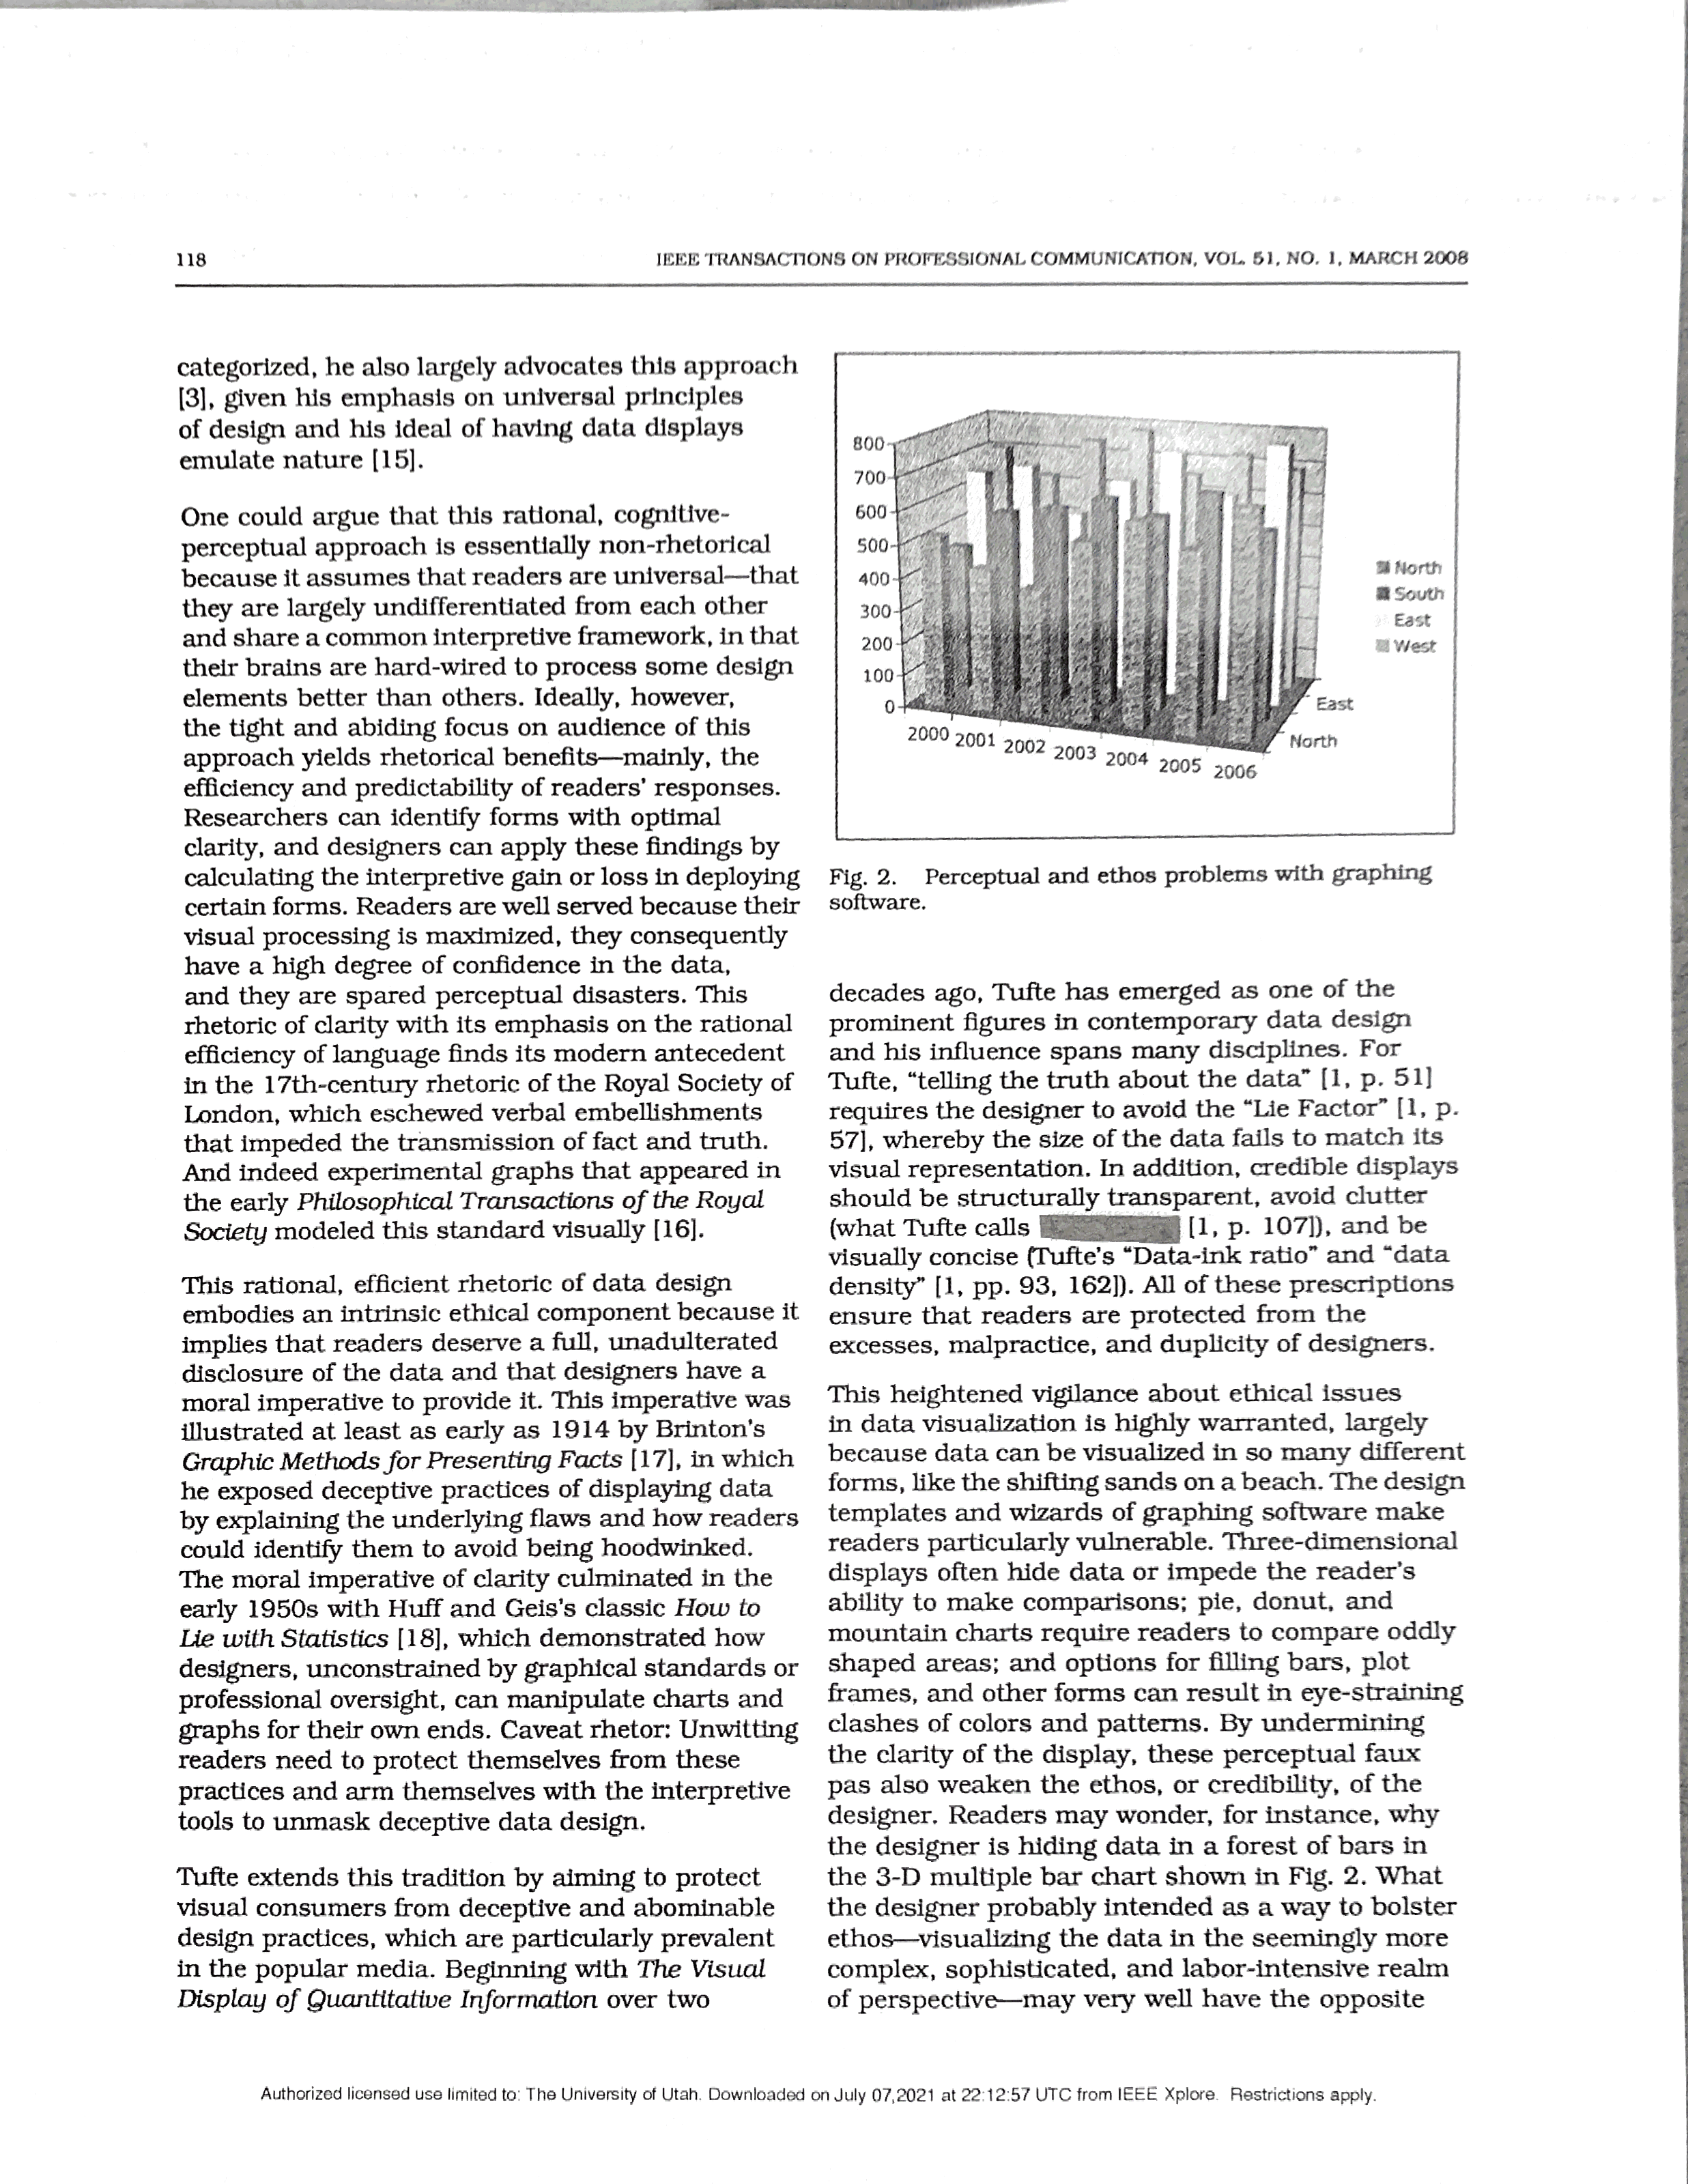 118
IEEE TRANSACTIONS ON PROFESSIONAL COMMUNICATION, VOL. 51, NO. 1, MARCH 2008
categorized, he also largely advocates this approach
[3], given his emphasis on universal principles
of design and his ideal of having data displays
emulate nature [15].
One could argue that this rational, cognitive-
perceptual approach is essentially non-rhetorical
because it assumes that readers are universal—that
they are largely undifferentiated from each other
and share a common interpretive framework, in that
their brains are hard-wired to process some design
elements better than others. Ideally, however,
the tight and abiding focus on audience of this
approach yields rhetorical benefits—mainly, the
efficiency and predictability of readers' responses.
Researchers can identify forms with optimal
clarity, and designers can apply these findings by
calculating the interpretive gain or loss in deploying
certain forms. Readers are well served because their
visual processing is maximized, they consequently
have a high degree of confidence in the data,
and they are spared perceptual disasters. This
rhetoric of clarity with its emphasis on the rational
efficiency of language finds its modern antecedent
in the 17th-century rhetoric of the Royal Society of
London, which eschewed verbal embellishments
that impeded the transmission of fact and truth.
And indeed experimental graphs that appeared in
the early Philosophical Transactions of the Royal
Society modeled this standard visually [16].
This rational, efficient rhetoric of data design
embodies an intrinsic ethical component because it
implies that readers deserve a full, unadulterated
disclosure of the data and that designers have a
moral imperative to provide it. This imperative was
illustrated at least as early as 1914 by Brinton's
Graphic Methods for Presenting Facts [17], in which
he exposed deceptive practices of displaying data
by explaining the underlying flaws and how readers
could identify them to avoid being hoodwinked.
The moral imperative of clarity culminated in the
early 1950s with Huff and Geis's classic How to
Lie with Statistics [18], which demonstrated how
designers, unconstrained by graphical standards or
professional oversight, can manipulate charts and
graphs for their own ends. Caveat rhetor: Unwitting
readers need to protect themselves from these
practices and arm themselves with the interpretive
tools to unmask deceptive data design.
Tufte extends this tradition by aiming to protect
visual consumers from deceptive and abominable
design practices, which are particularly prevalent
in the popular media. Beginning with The Visual
Display of Quantitative Information over two
800
700
600
500
400
300
200
100
0
2000 2001 2002 2003 2004 2005 2006
East
North
North
South
East
West
Fig. 2. Perceptual and ethos problems with graphing
software.
decades ago, Tufte has emerged as one of the
prominent figures in contemporary data design
and his influence spans many disciplines. For
Tufte, “telling the truth about the data” [1, p. 51]
requires the designer to avoid the “Lie Factor” [1, p.
57], whereby the size of the data fails to match its
visual representation. In addition, credible displays
should be structurally transparent, avoid clutter
(what Tufte calls [1, p. 107]), and be
visually concise (Tufte's “Data-ink ratio” and “data
density” [1, pp. 93, 162]). All of these prescriptions
ensure that readers are protected from the
excesses, malpractice, and duplicity of designers.
This heightened vigilance about ethical issues
in data visualization is highly warranted, largely
because data can be visualized in so many different
forms, like the shifting sands on a beach. The design
templates and wizards of graphing software make
readers particularly vulnerable. Three-dimensional
displays often hide data or impede the reader's
ability to make comparisons; pie, donut, and
mountain charts require readers to compare oddly
shaped areas; and options for filling bars, plot
frames, and other forms can result in eye-straining
clashes of colors and patterns. By undermining
the clarity of the display, these perceptual faux
pas also weaken the ethos, or credibility, of the
designer. Readers may wonder, for instance, why
the designer is hiding data in a forest of bars in
the 3-D multiple bar chart shown in Fig. 2. What
the designer probably intended as a way to bolster
ethos—visualizing the data in the seemingly more
complex, sophisticated, and labor-intensive realm
of perspective—may very well have the opposite
Authorized licensed use limited to: The University of Utah. Downloaded on July 07,2021 at 22:12:57 UTC from IEEE Xplore. Restrictions apply.